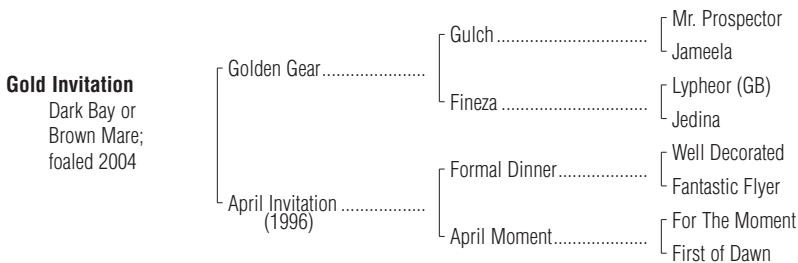 Gold Invitation
Dark Bay or
Brown Mare;
foaled 2004
Golden Gear......................
April Invitation ..................
(1996)
Gulch ................................
Fineza ...............................
Formal Dinner...................
April Moment....................
Mr. Prospector
Jameela
Lypheor (GB)
Jedina
Well Decorated
Fantastic Flyer
For The Moment
First of Dawn